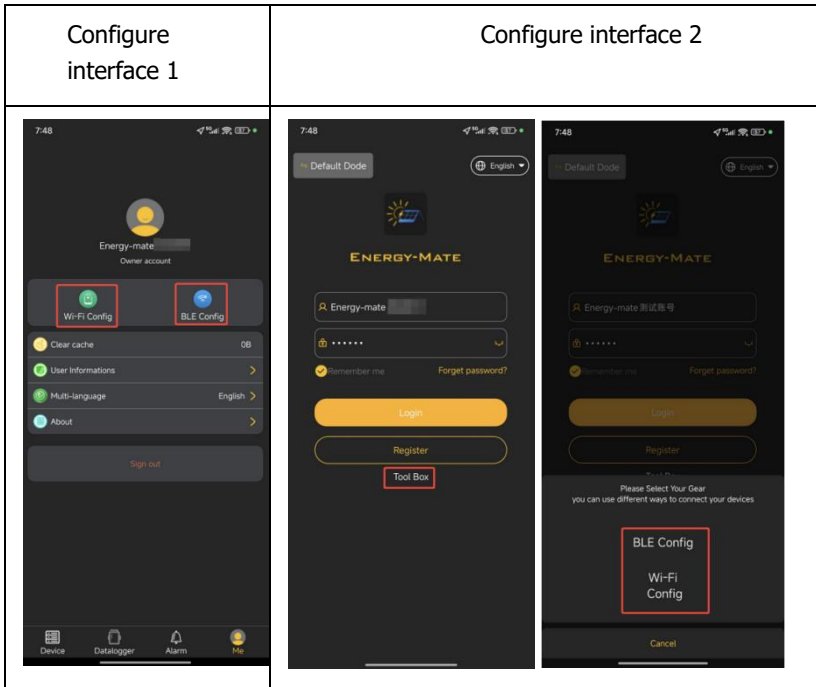 Configure
interface 1
Configure interface 2
7:48
Energy-mate
Owner account
Wi-Fi Config
BLE Config
Clear cache
0B
User Informations
Multi-language
English
About
Sign out
Device
Datalogger
Alarm
Me
7:48
Default Dode
English
ENERGY-MATE
Energy-mate
••••••
Remember me
Forget password?
Login
Register
Tool Box
7:48
Default Dode
English
ENERGY-MATE
Energy-mate测试账号
••••••
Remember me
Forget password?
Login
Register
Tool Box
Please Select Your Gear
you can use different ways to connect your devices
BLE Config
Wi-Fi
Config
Cancel